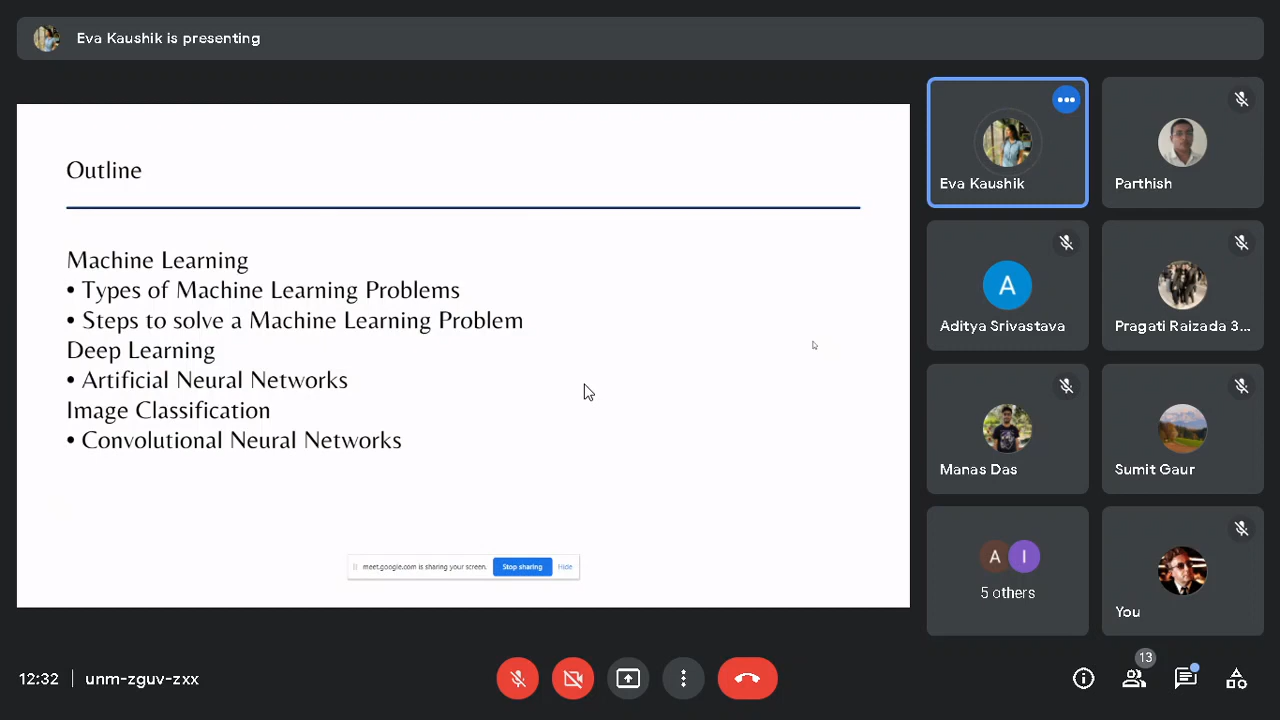 Eva Kaushik is presenting
Outline
Machine Learning
• Types of Machine Learning Problems
• Steps to solve a Machine Learning Problem
Deep Learning
• Artificial Neural Networks
Image Classification
• Convolutional Neural Networks
meet.google.com is sharing your screen. Stop sharing Hide
Eva Kaushik
Parthish
A
Aditya Srivastava
Pragati Raizada 3...
Manas Das
Sumit Gaur
A I
5 others
You
12:32 | unm-zguv-zxx
13